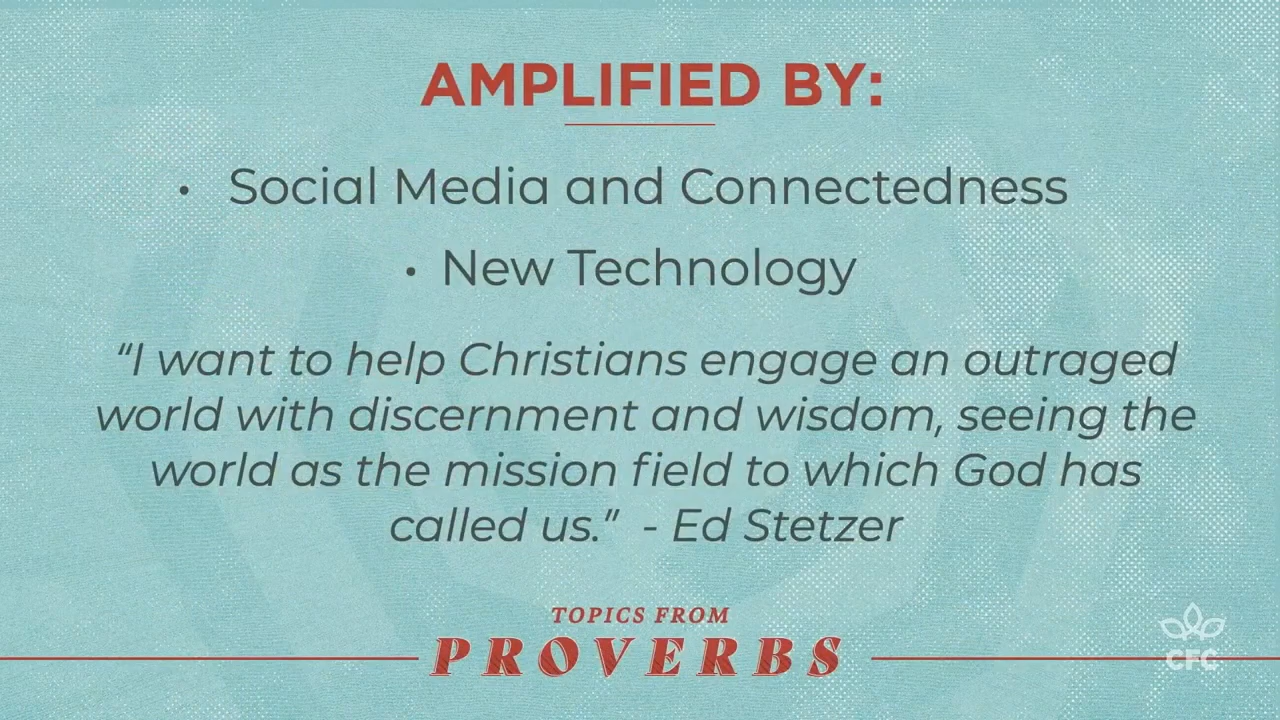 AMPLIFIED BY:
• Social Media and Connectedness
• New Technology
“I want to help Christians engage an outraged
world with discernment and wisdom, seeing the
world as the mission field to which God has
called us.” - Ed Stetzer
TOPICS FROM
PROVERBS
CFC